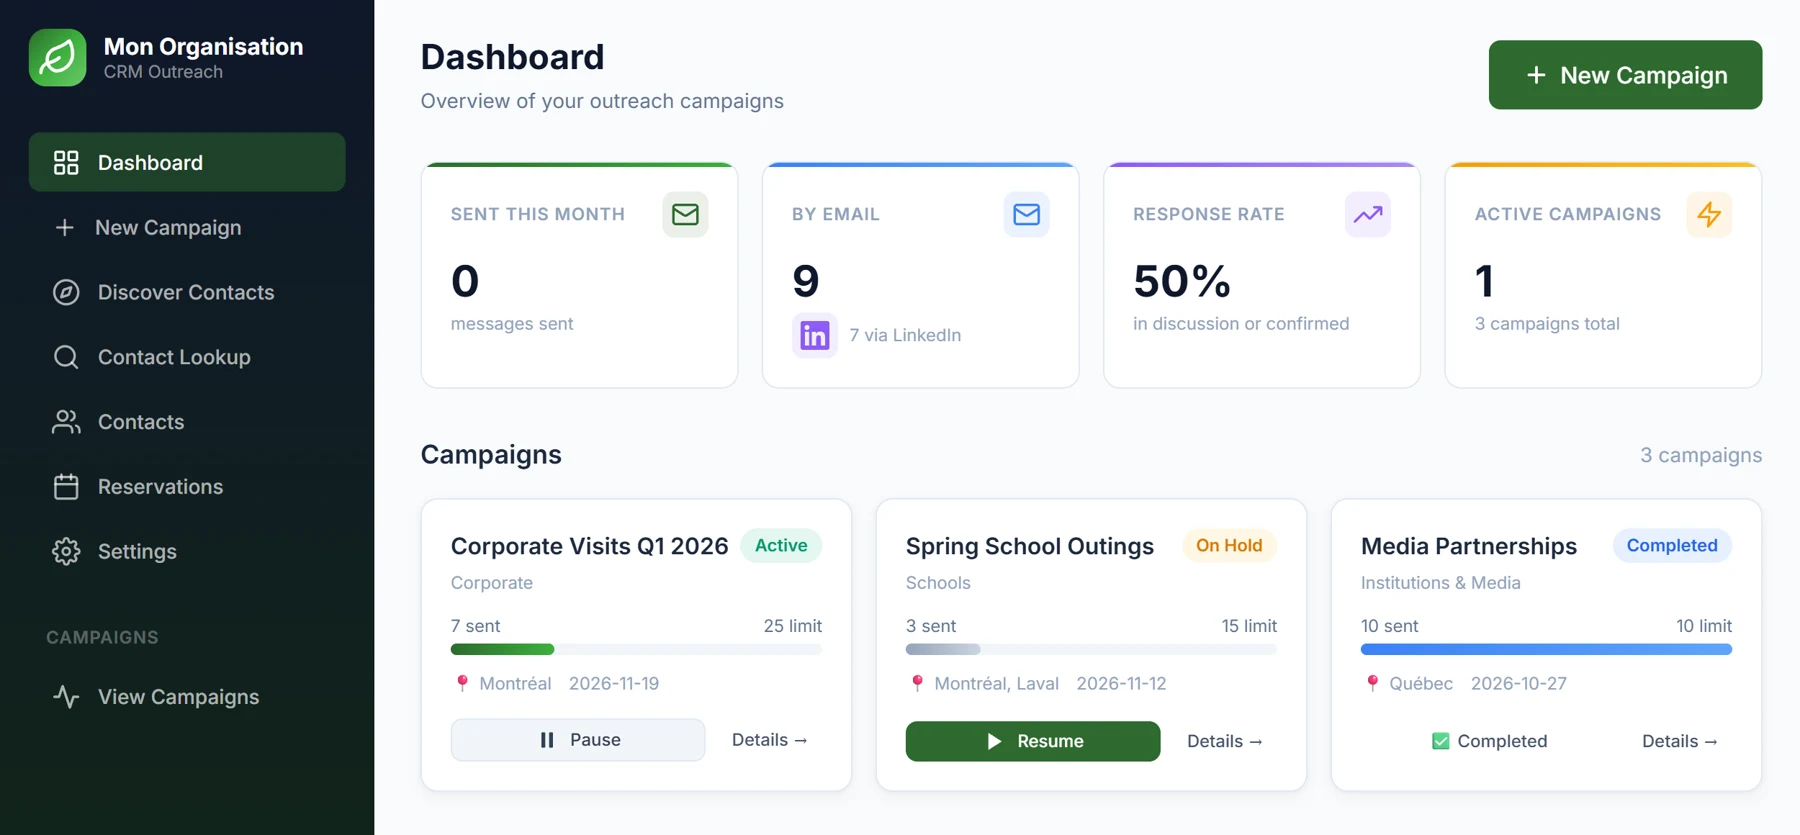 Mon Organisation
CRM Outreach
Dashboard
New Campaign
Discover Contacts
Contact Lookup
Contacts
Reservations
Settings
CAMPAIGNS
View Campaigns
Dashboard
Overview of your outreach campaigns
+ New Campaign
SENT THIS MONTH
0
messages sent
BY EMAIL
9
in 7 via LinkedIn
RESPONSE RATE
50%
in discussion or confirmed
ACTIVE CAMPAIGNS
1
3 campaigns total
Campaigns
3 campaigns
Corporate Visits Q1 2026 Active
Corporate
7 sent 25 limit
Montréal 2026-11-19
Pause Details →
Spring School Outings On Hold
Schools
3 sent 15 limit
Montréal, Laval 2026-11-12
Resume Details →
Media Partnerships Completed
Institutions & Media
10 sent 10 limit
Québec 2026-10-27
Completed Details →